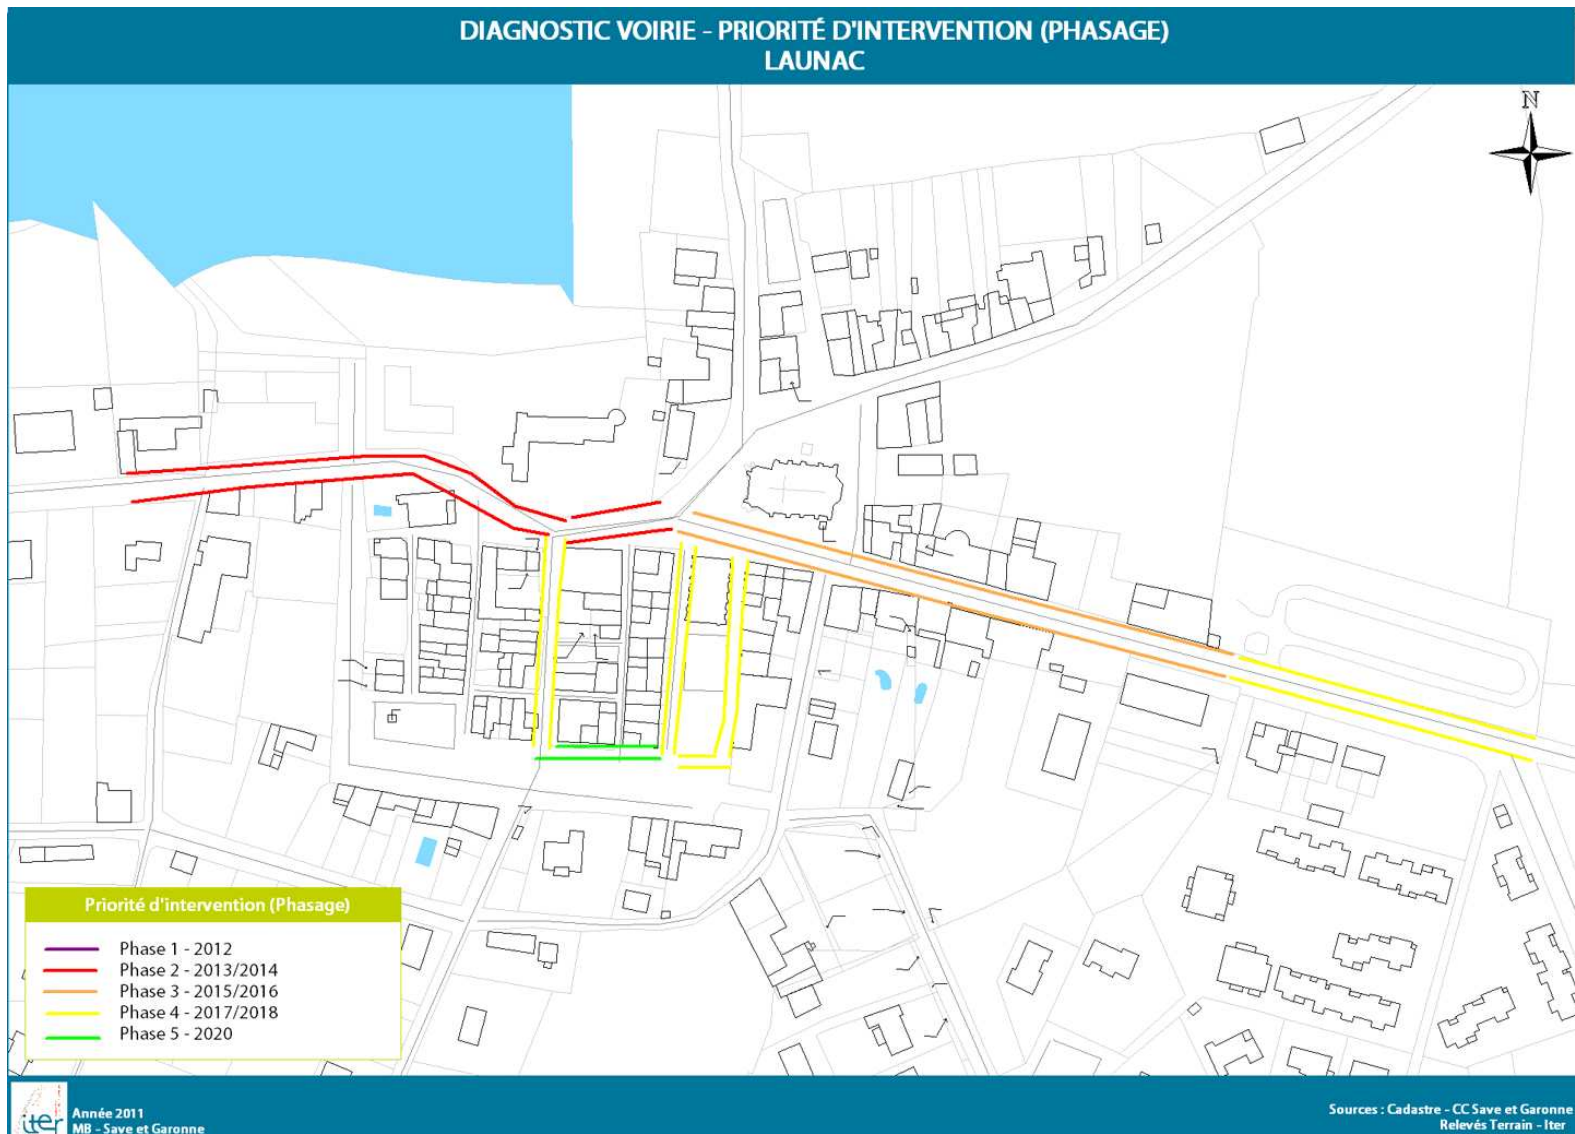 DIAGNOSTIC VOIRIE - PRIORITÉ D'INTERVENTION (PHASAGE)
LAUNAC
N
Priorité d'intervention (Phasage)
Phase 1 - 2012
Phase 2 - 2013/2014
Phase 3 - 2015/2016
Phase 4 - 2017/2018
Phase 5 - 2020
iter
Année 2011
MB - Save et Garonne
Sources : Cadastre - CC Save et Garonne
Relevés Terrain - Iter